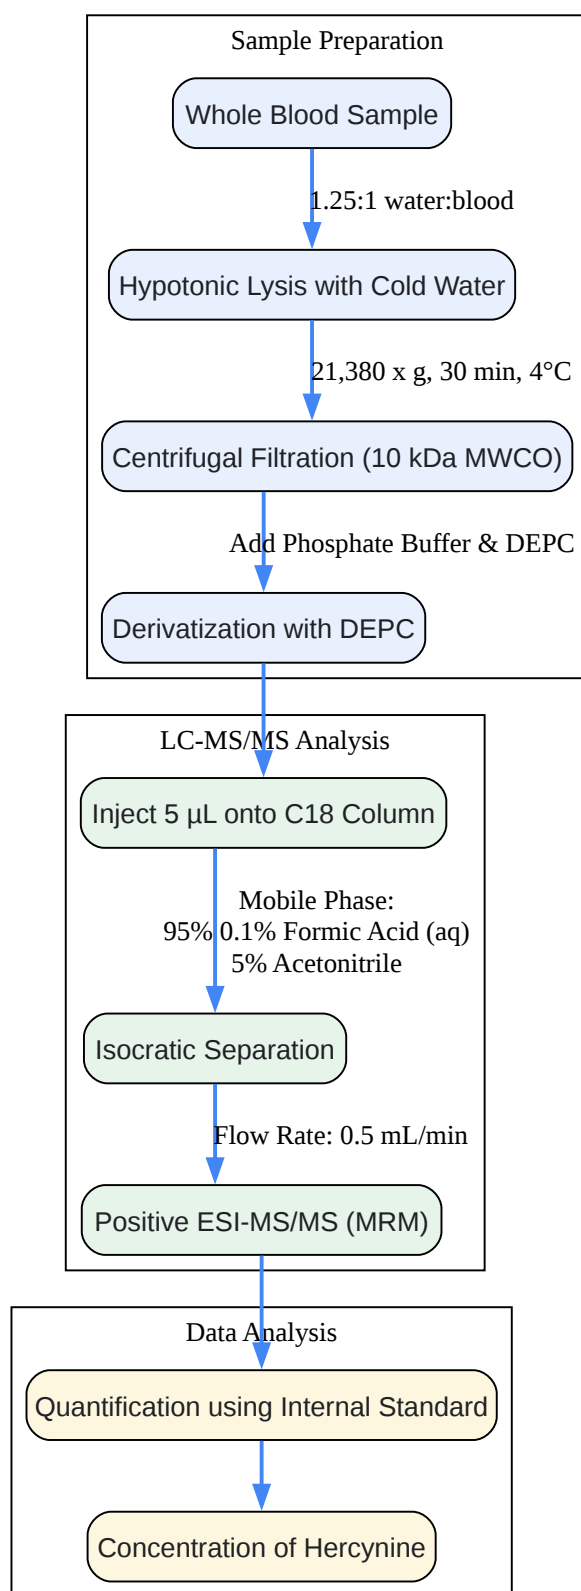 Sample Preparation
Whole Blood Sample
1.25:1 water:blood
Hypotonic Lysis with Cold Water
21,380 x g, 30 min, 4°C
Centrifugal Filtration (10 kDa MWCO)
Add Phosphate Buffer & DEPC
Derivatization with DEPC
LC-MS/MS Analysis
Inject 5 µL onto C18 Column
Mobile Phase:
95% 0.1% Formic Acid (aq)
5% Acetonitrile
Isocratic Separation
Flow Rate: 0.5 mL/min
Positive ESI-MS/MS (MRM)
Data Analysis
Quantification using Internal Standard
Concentration of Hercynine